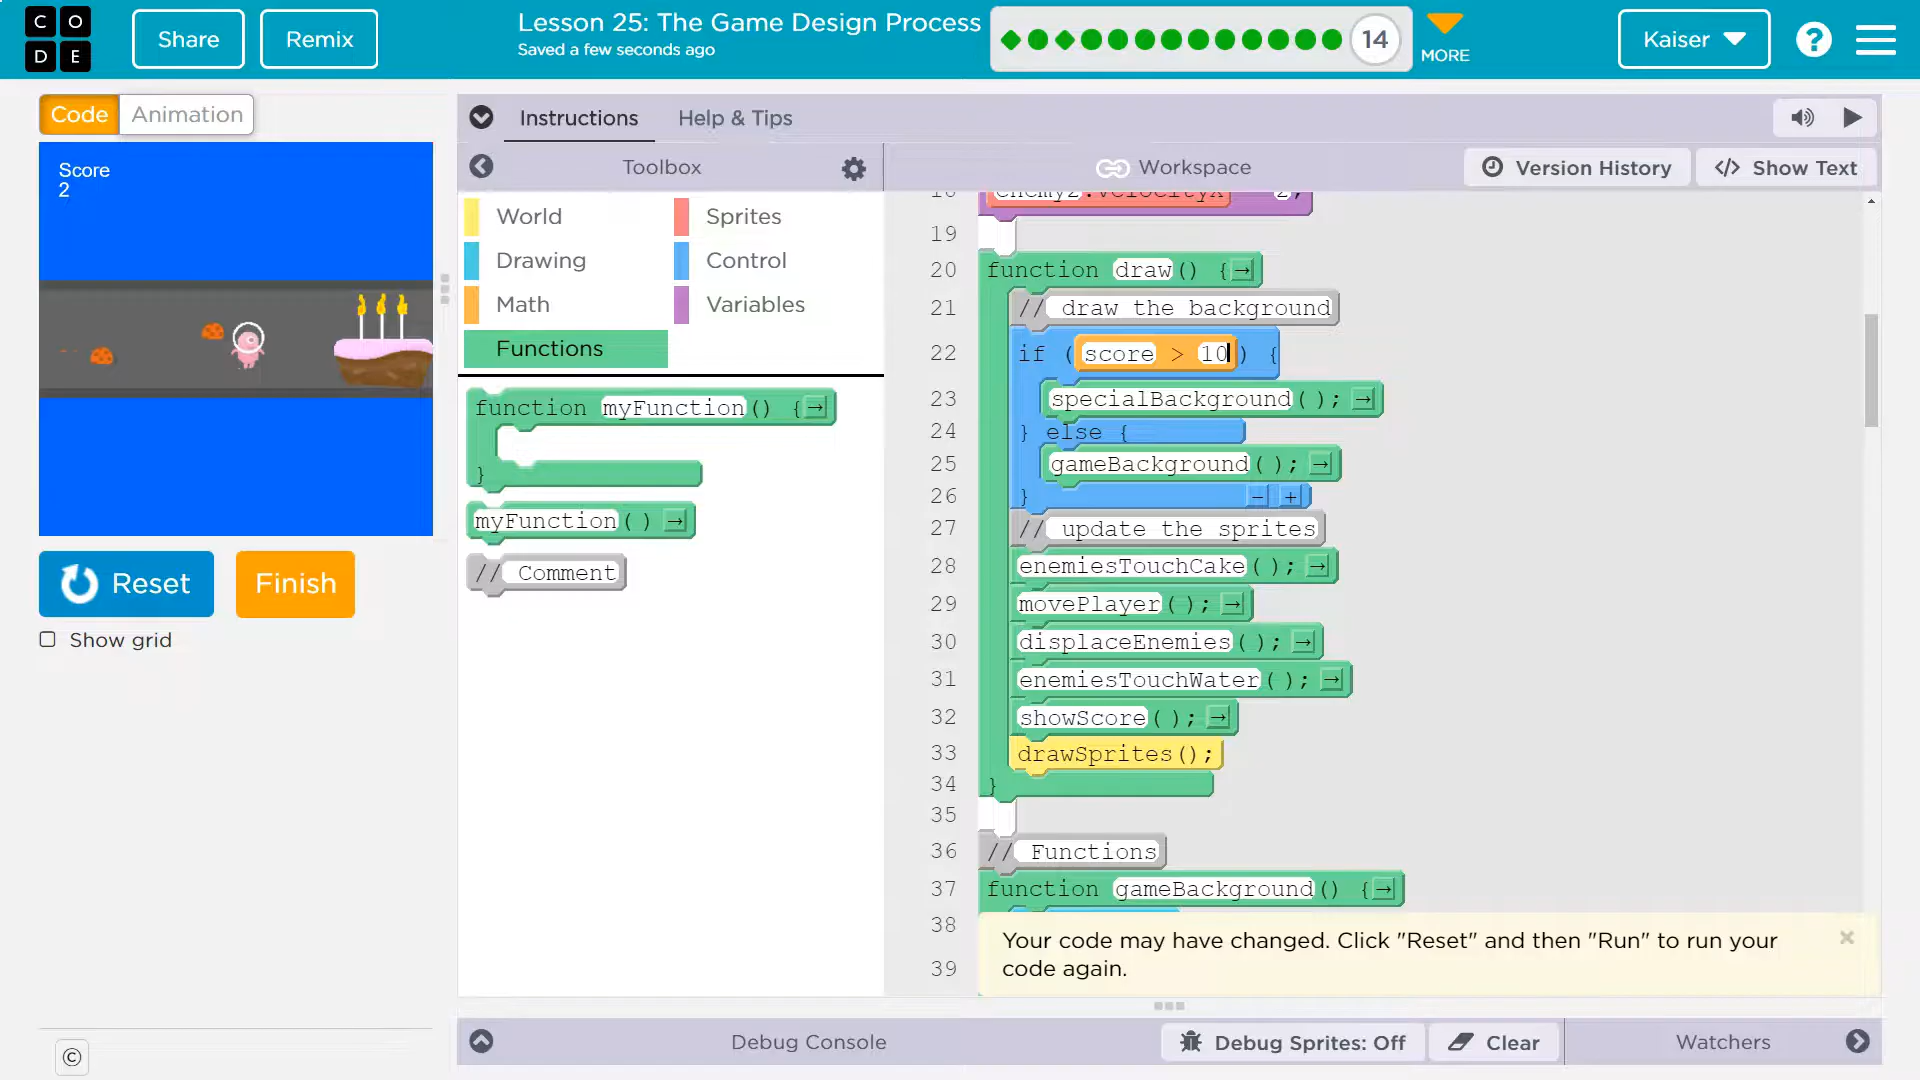 C O
D E
Share
Remix
Lesson 25: The Game Design Process
Saved a few seconds ago
14
MORE
Kaiser
?
Code
Animation
Instructions
Help & Tips
Toolbox
Workspace
Version History
</> Show Text
Score
2
World
Sprites
Drawing
Control
Math
Variables
Functions
function myFunction() {→
}
myFunction() →
// Comment
Reset
Finish
Show grid
18 enemy2.velocityX = 2;
19
20 function draw() {→
21 // draw the background
22 if (score > 10) {
23 specialBackground(); →
24 } else {
25 gameBackground(); →
26 } - +
27 // update the sprites
28 enemiesTouchCake(); →
29 movePlayer(); →
30 displaceEnemies(); →
31 enemiesTouchWater(); →
32 showScore(); →
33 drawSprites();
34 }
35
36 // Functions
37 function gameBackground() {→
38
39
Your code may have changed. Click "Reset" and then "Run" to run your
code again.
×
©
Debug Console
Debug Sprites: Off
Clear
Watchers